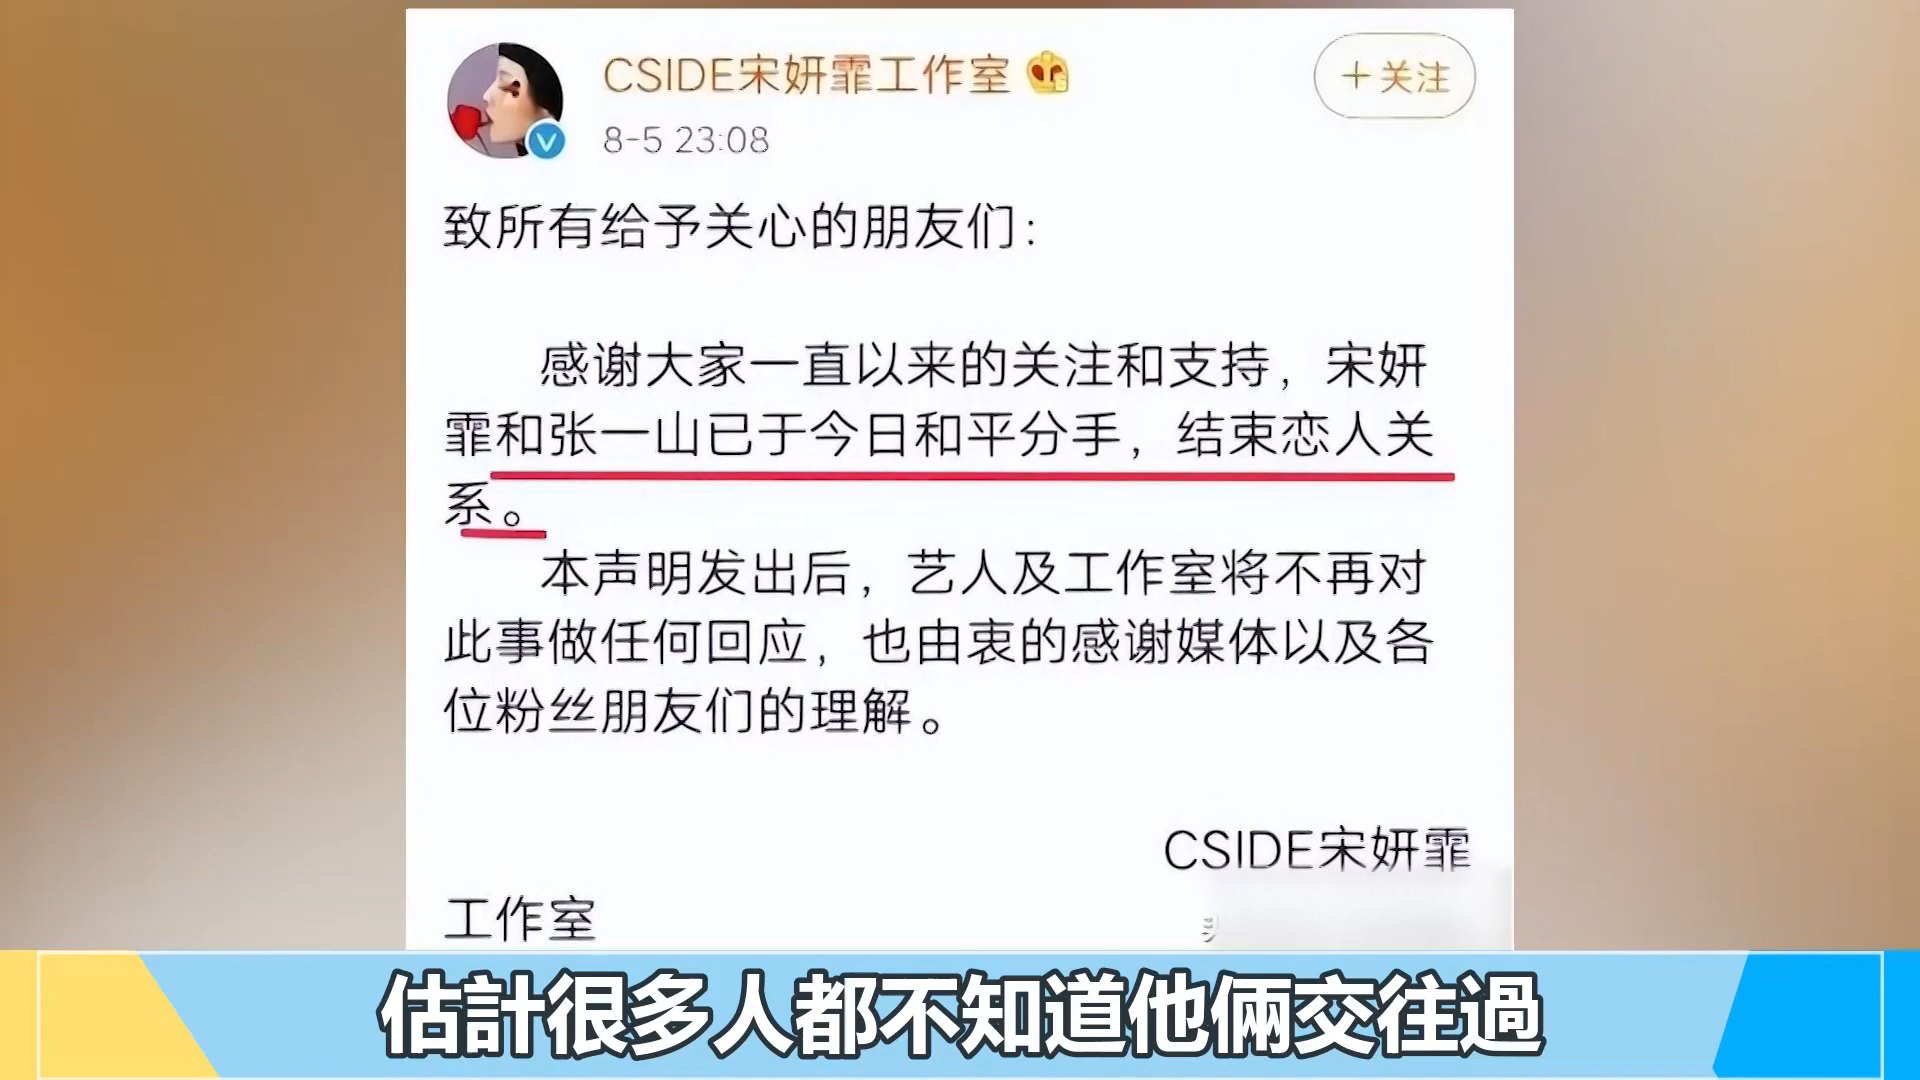 CSIDE宋妍霏工作室
+关注
8-5 23:08
致所有给予关心的朋友们：
感谢大家一直以来的关注和支持，宋妍
霏和张一山已于今日和平分手，结束恋人关
系。
本声明发出后，艺人及工作室将不再对
此事做任何回应，也由衷的感谢媒体以及各
位粉丝朋友们的理解。
CSIDE宋妍霏
工作室
估計很多人都不知道他倆交往過